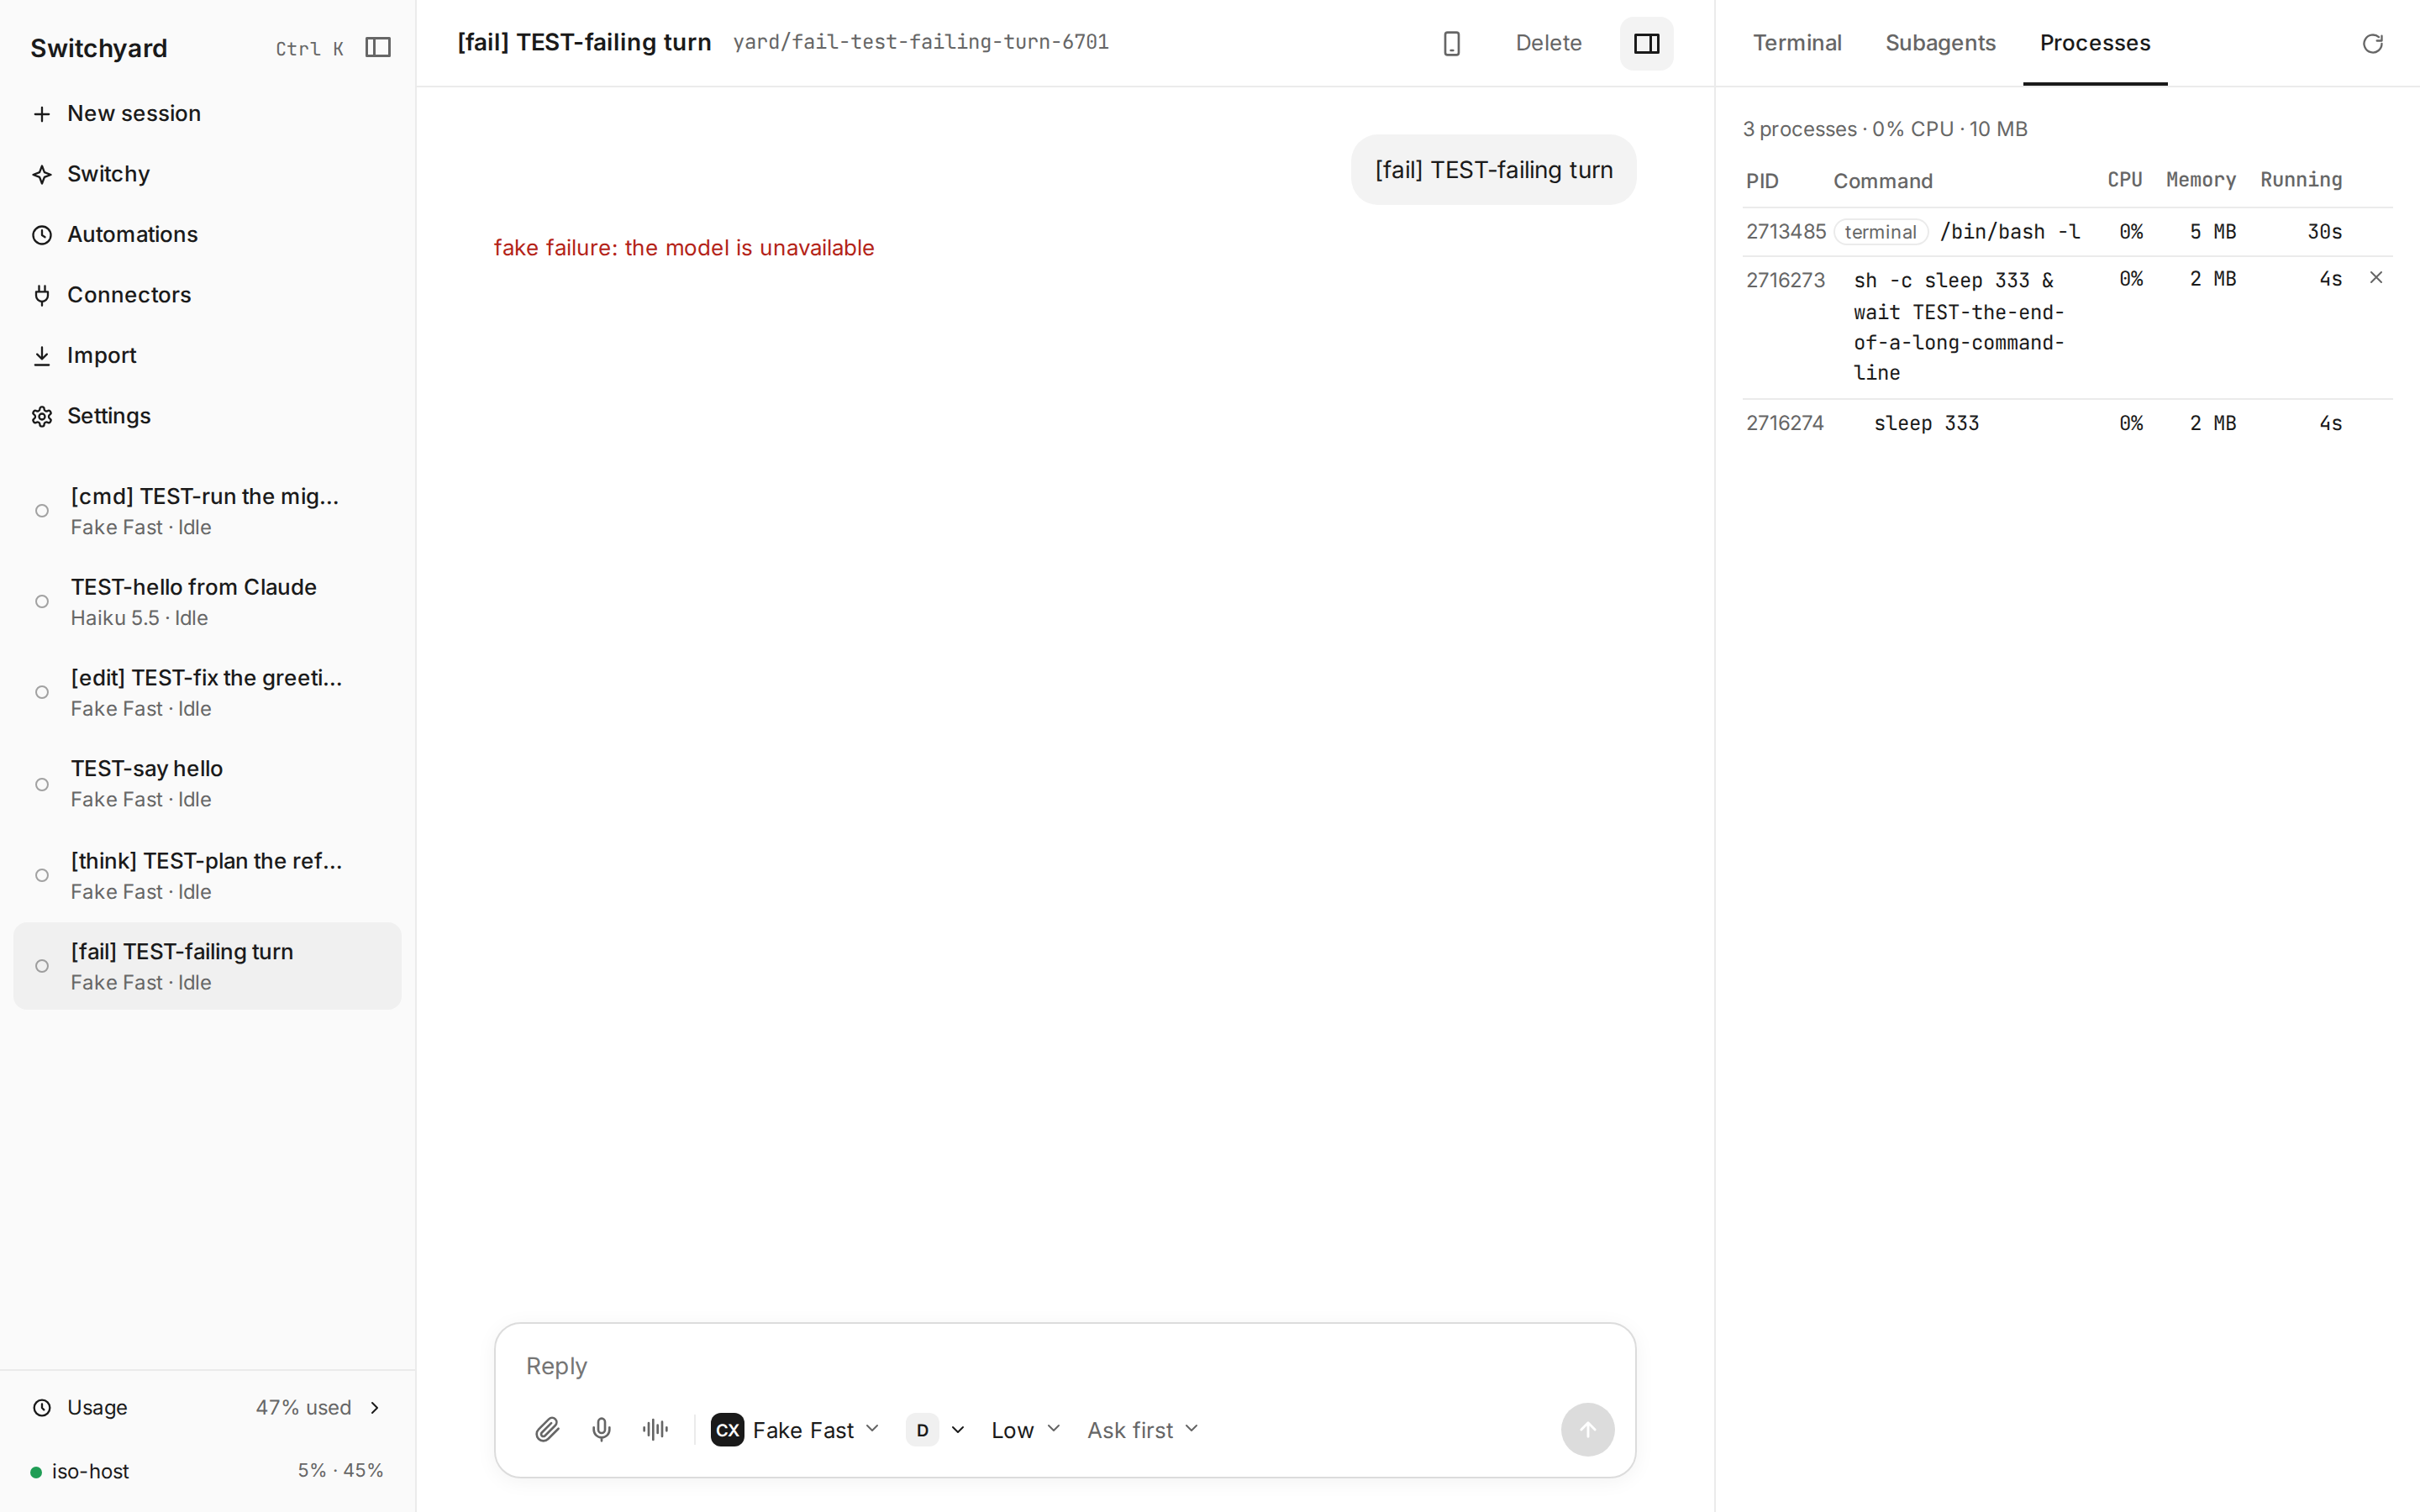 Switchyard
Ctrl K
New session
Switchy
Automations
Connectors
Import
Settings
[cmd] TEST-run the mig...
Fake Fast · Idle
TEST-hello from Claude
Haiku 5.5 · Idle
[edit] TEST-fix the greeti...
Fake Fast · Idle
TEST-say hello
Fake Fast · Idle
[think] TEST-plan the ref...
Fake Fast · Idle
[fail] TEST-failing turn
Fake Fast · Idle
Usage 47% used
iso-host 5% · 45%
[fail] TEST-failing turn yard/fail-test-failing-turn-6701
Delete
[fail] TEST-failing turn
fake failure: the model is unavailable
Reply
CX Fake Fast D Low Ask first
Terminal Subagents Processes
3 processes · 0% CPU · 10 MB
PID Command CPU Memory Running
2713485 terminal /bin/bash -l 0% 5 MB 30s
2716273 sh -c sleep 333 & 0% 2 MB 4s
wait TEST-the-end-
of-a-long-command-
line
2716274 sleep 333 0% 2 MB 4s